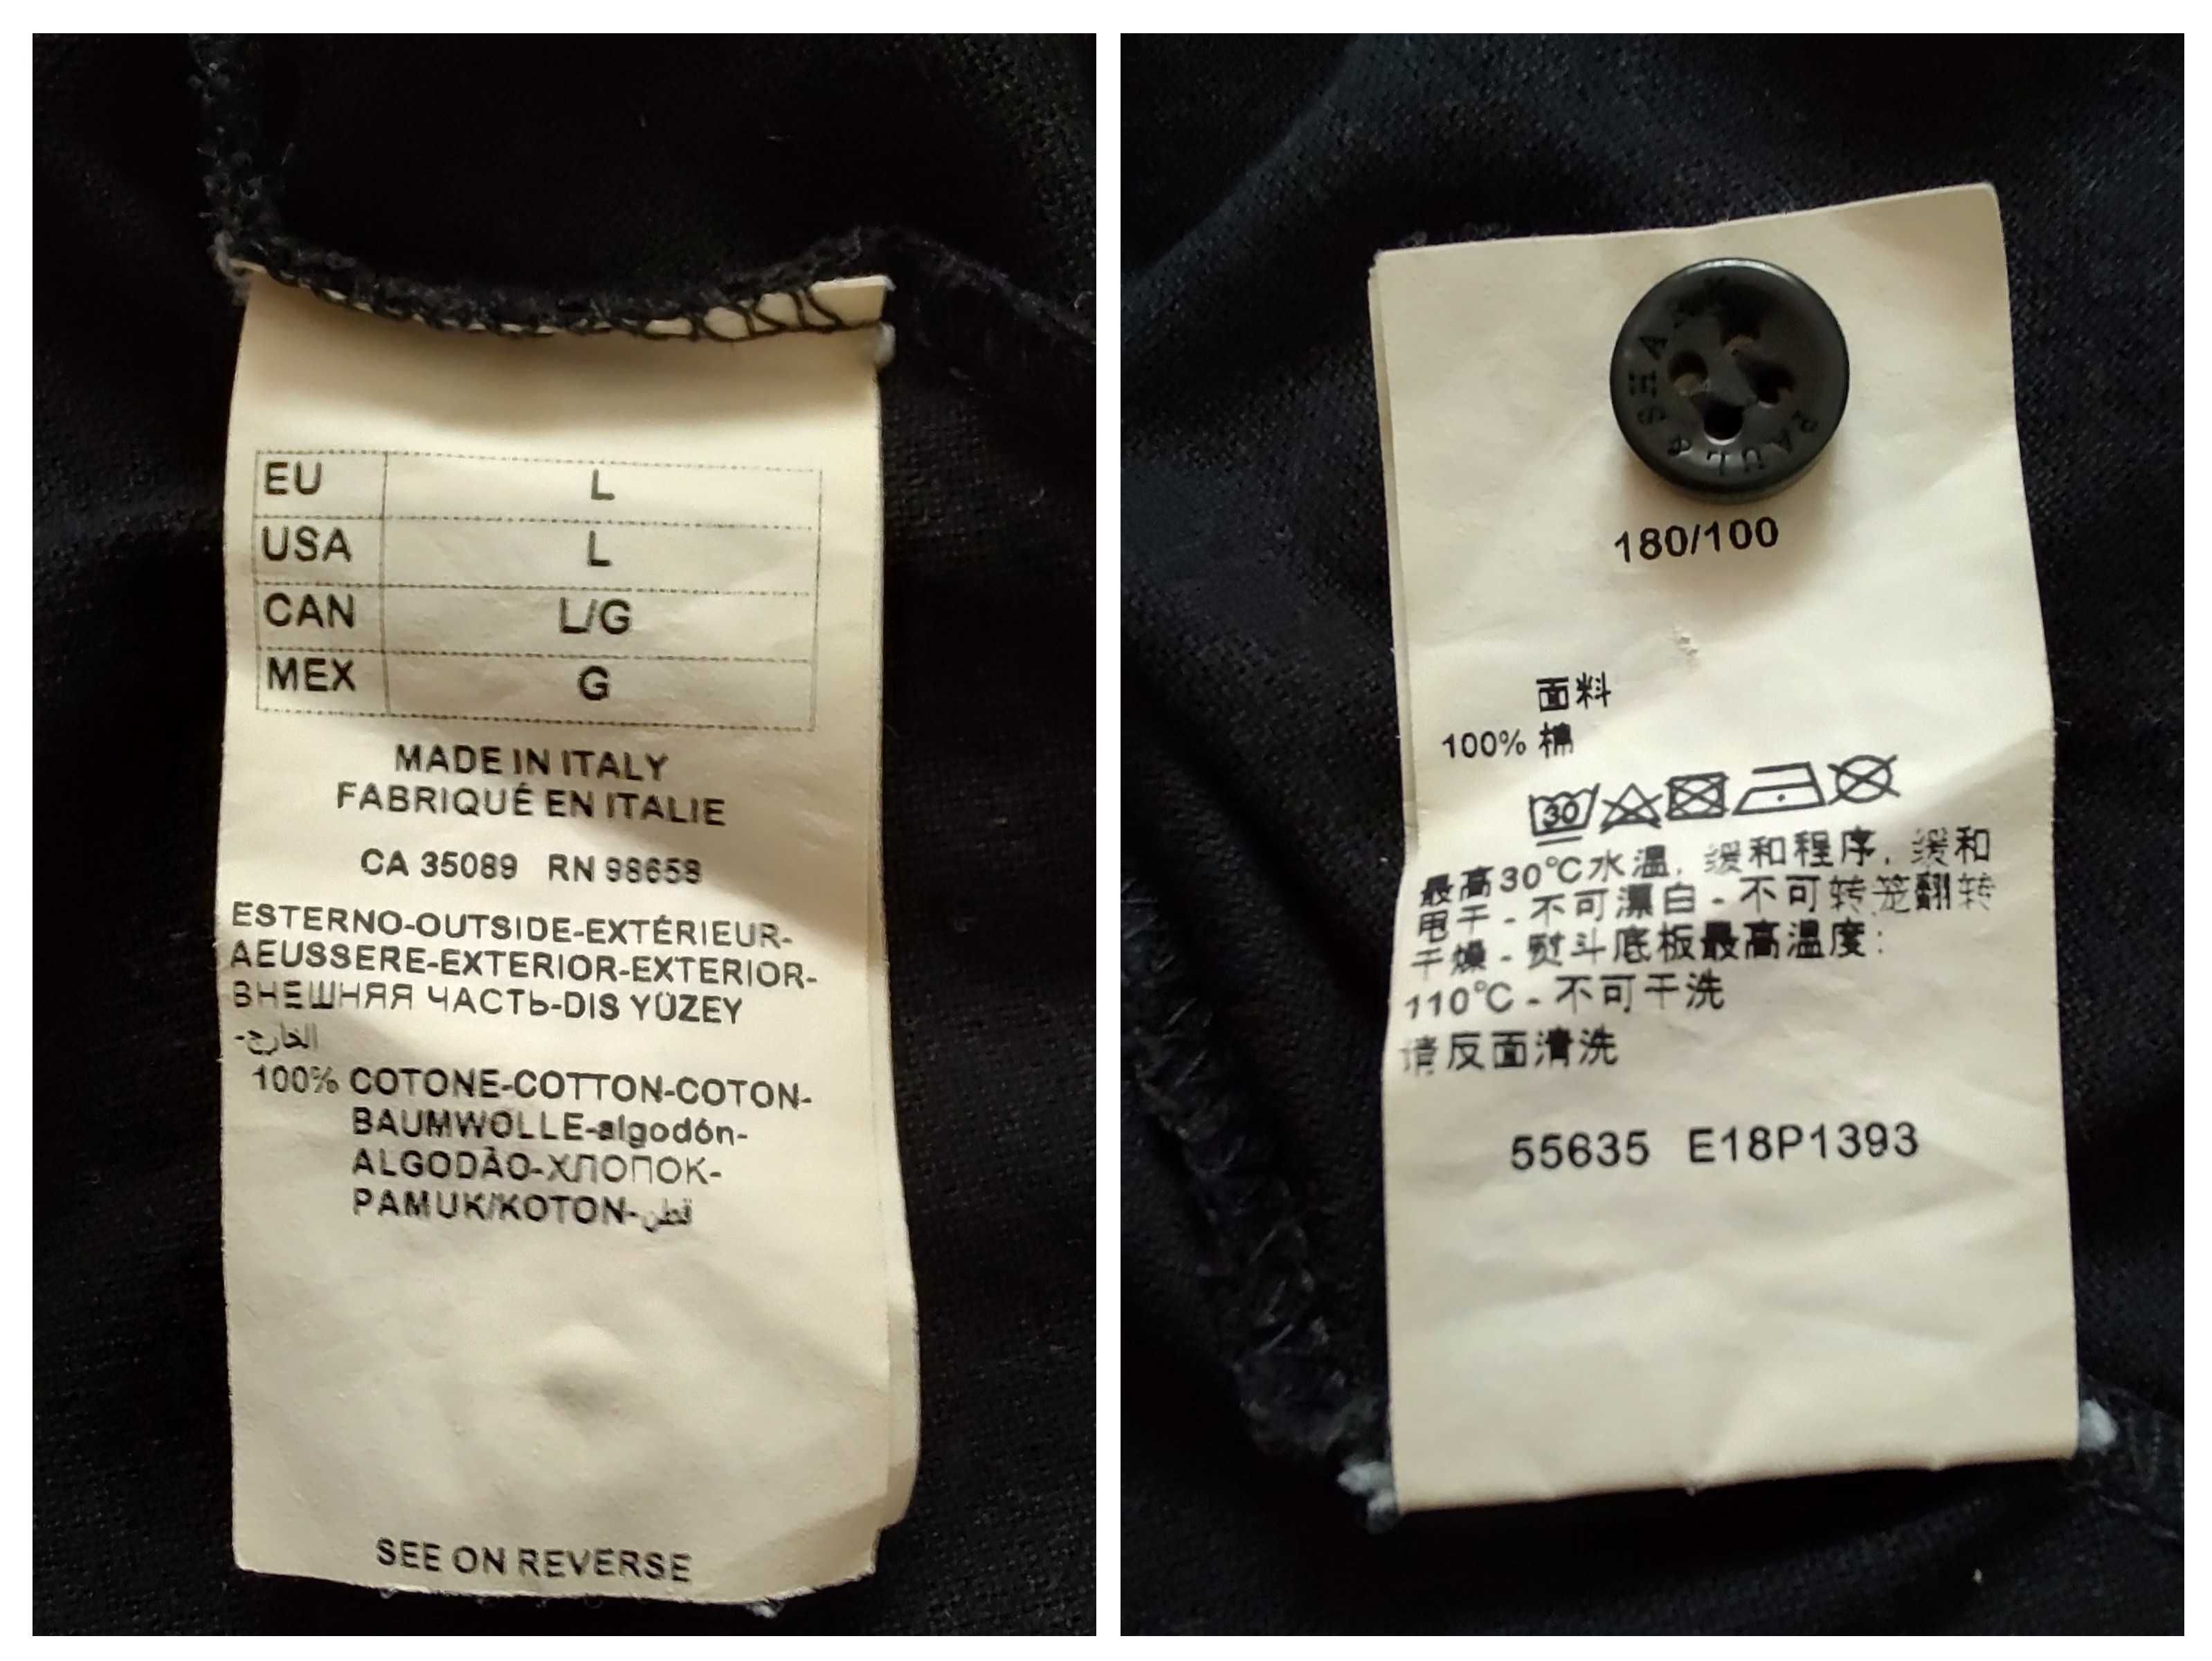 EU L
USA L
CAN L/G
MEX G
MADE IN ITALY
FABRIQUÉ EN ITALIE
CA 35089 RN 98658
ESTERNO-OUTSIDE-EXTÉRIEUR-
AEUSSERE-EXTERIOR-EXTERIOR-
ВНЕШНЯЯ ЧАСТЬ-DIS YÜZEY
-الخارج
100% COTONE-COTTON-COTON-
BAUMWOLLE-algodón-
ALGODÃO-ХЛОПОК-
PAMUK/KOTON-قطن
SEE ON REVERSE
PAUL & SHARK
180/100
面料
100% 棉
30
最高30°C水温, 缓和程序, 缓和
甩干 - 不可漂白 - 不可转笼翻转
干燥 - 熨斗底板最高温度:
110°C - 不可干洗
请反面清洗
55635 E18P1393